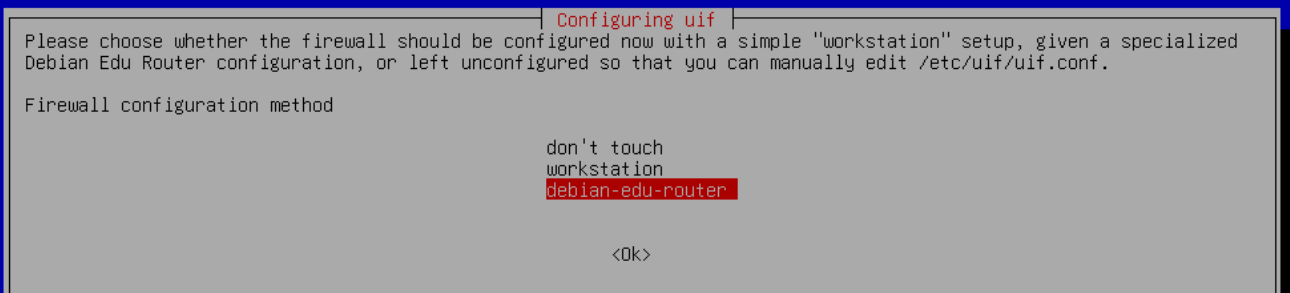 Configuring uif
Please choose whether the firewall should be configured now with a simple "workstation" setup, given a specialized
Debian Edu Router configuration, or left unconfigured so that you can manually edit /etc/uif/uif.conf.
Firewall configuration method
don't touch
workstation
debian-edu-router
<Ok>